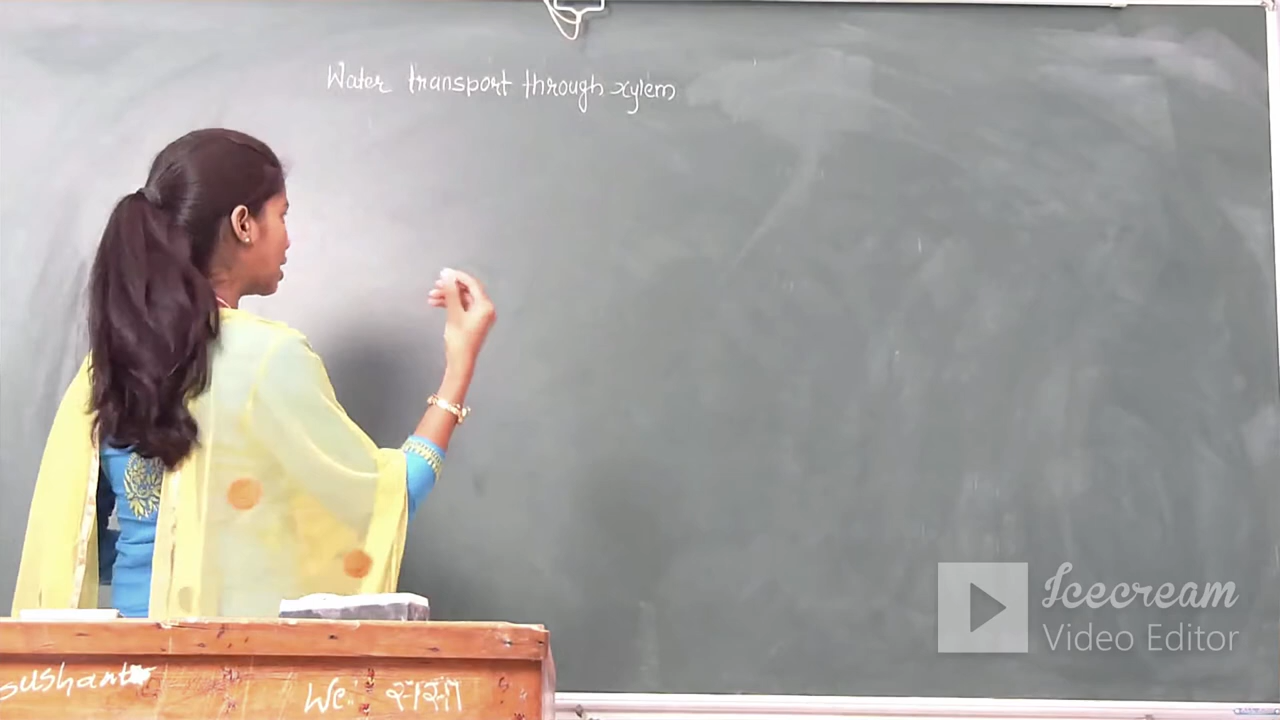 Water transport through xylem
Icecream
Video Editor
sushant
We